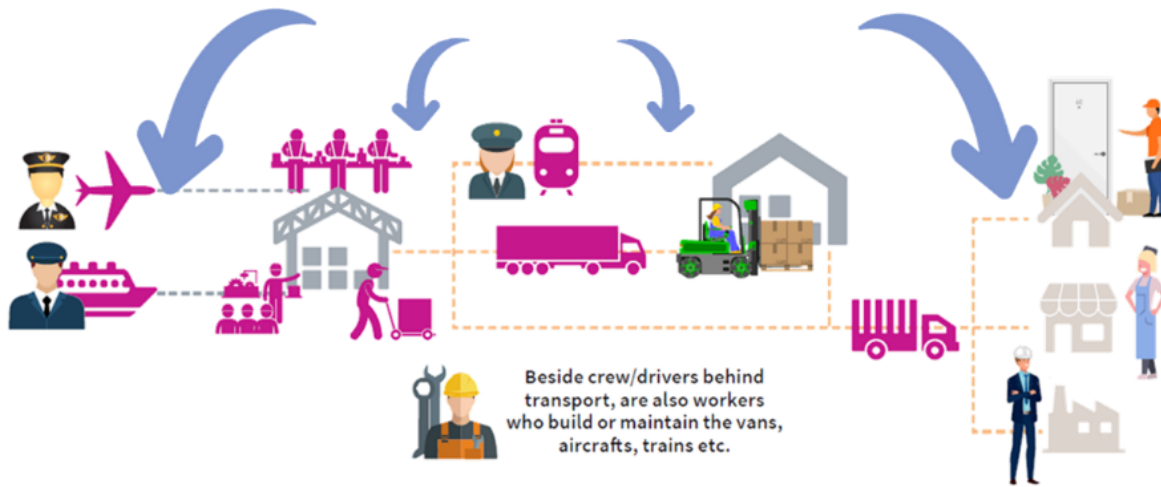 Beside crew/drivers behind
transport, are also workers
who build or maintain the vans,
aircrafts, trains etc.